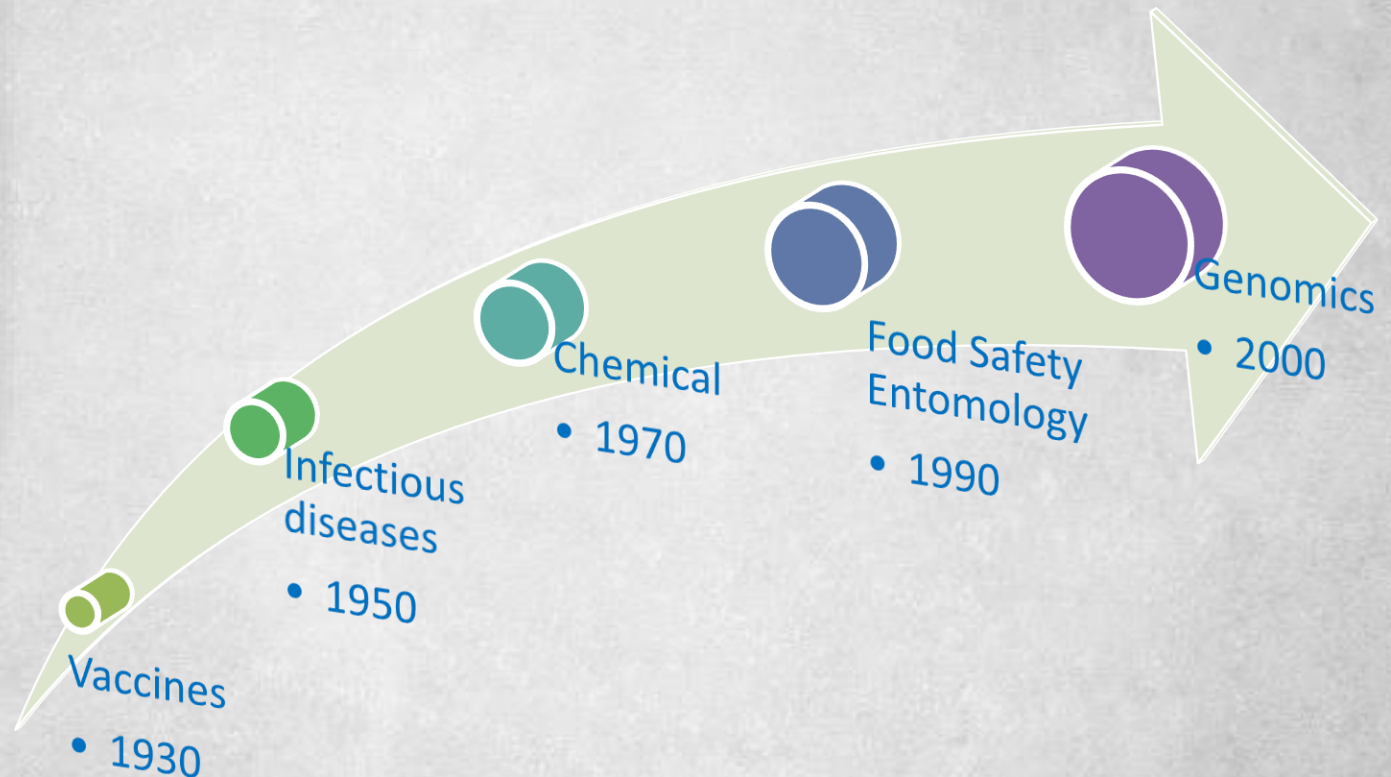 Vaccines
• 1930
Infectious
diseases
• 1950
Chemical
• 1970
Food Safety
Entomology
• 1990
Genomics
• 2000